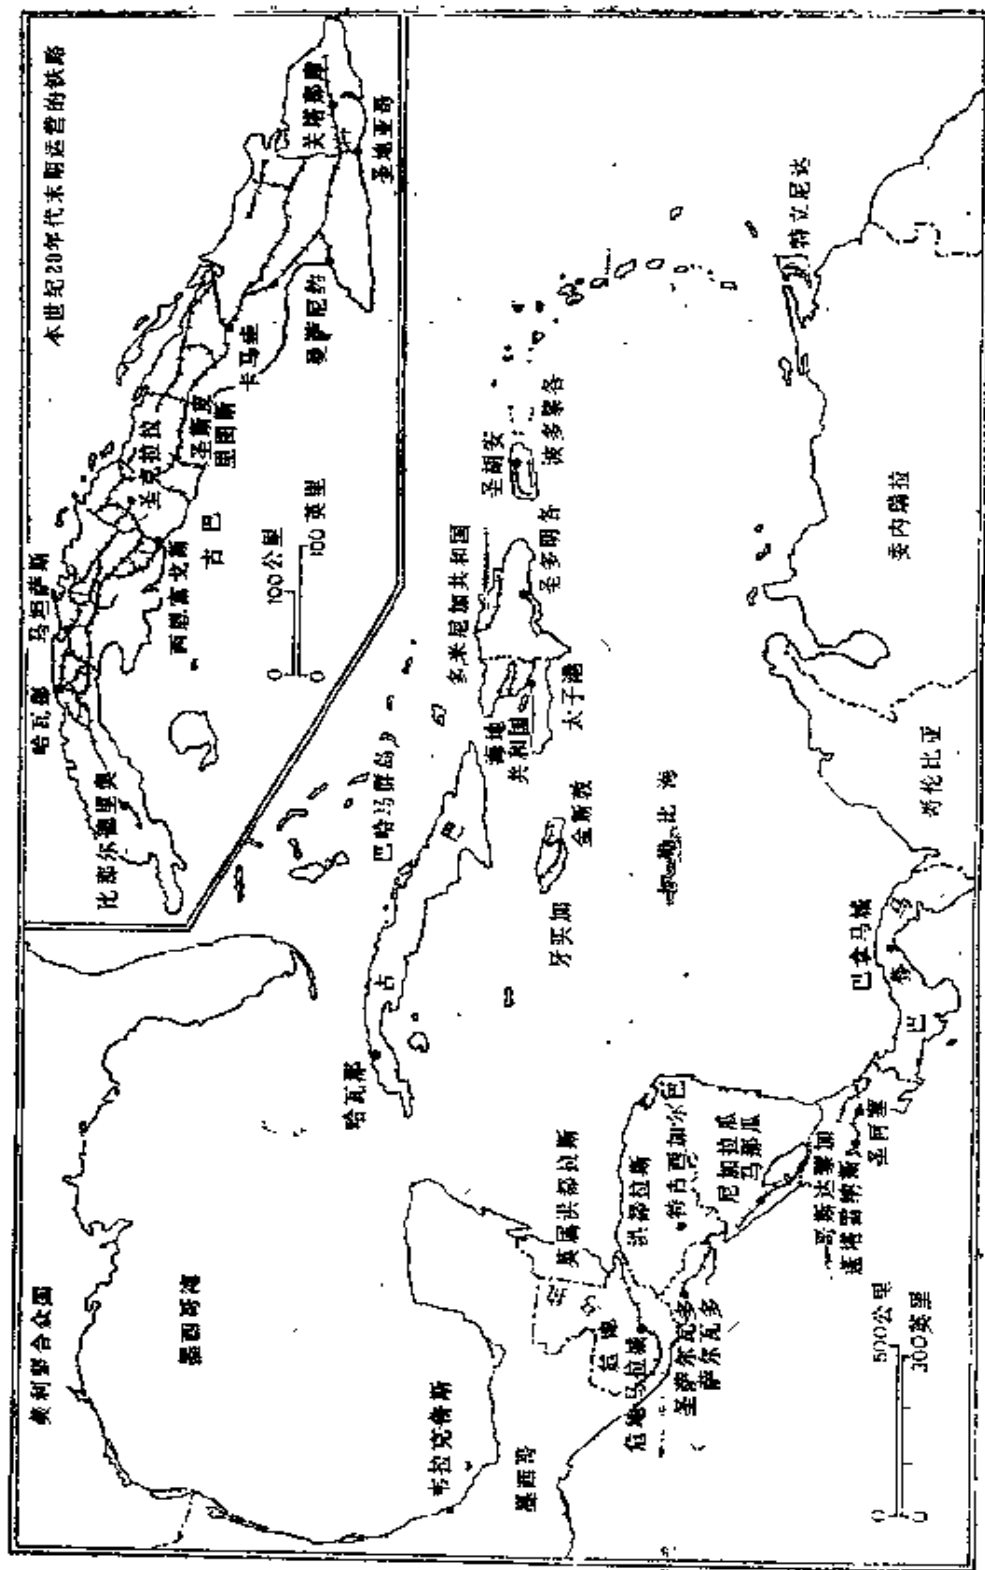 本世纪20年代末期运营的铁路
哈瓦那
马坦萨斯
圣克拉拉
圣斯皮
里图斯
卡马圭
曼萨尼约
关塔那摩
圣地亚哥
比那尔德里奥
西恩富戈斯
古巴
0 100公里
0 100英里
美利坚合众国
墨西哥湾
韦拉克鲁斯
墨西哥
哈瓦那
古巴
巴哈马群岛
多米尼加共和国
海地
共和国
太子港
圣多明各
圣胡安
波多黎各
牙买加
金斯敦
加勒比海
英属洪都拉斯
危地马拉
危地马拉城
洪都拉斯
特古西加尔巴
圣萨尔瓦多
萨尔瓦多
尼加拉瓜
马那瓜
哥斯达黎加
圣何塞
巴拿马城
巴拿马
哥伦比亚
委内瑞拉
特立尼达
0 500公里
0 300英里